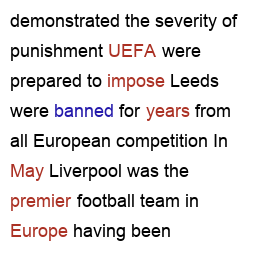 demonstrated the severity of
punishment UEFA were
prepared to impose Leeds
were banned for years from
all European competition In
May Liverpool was the
premier football team in
Europe having been